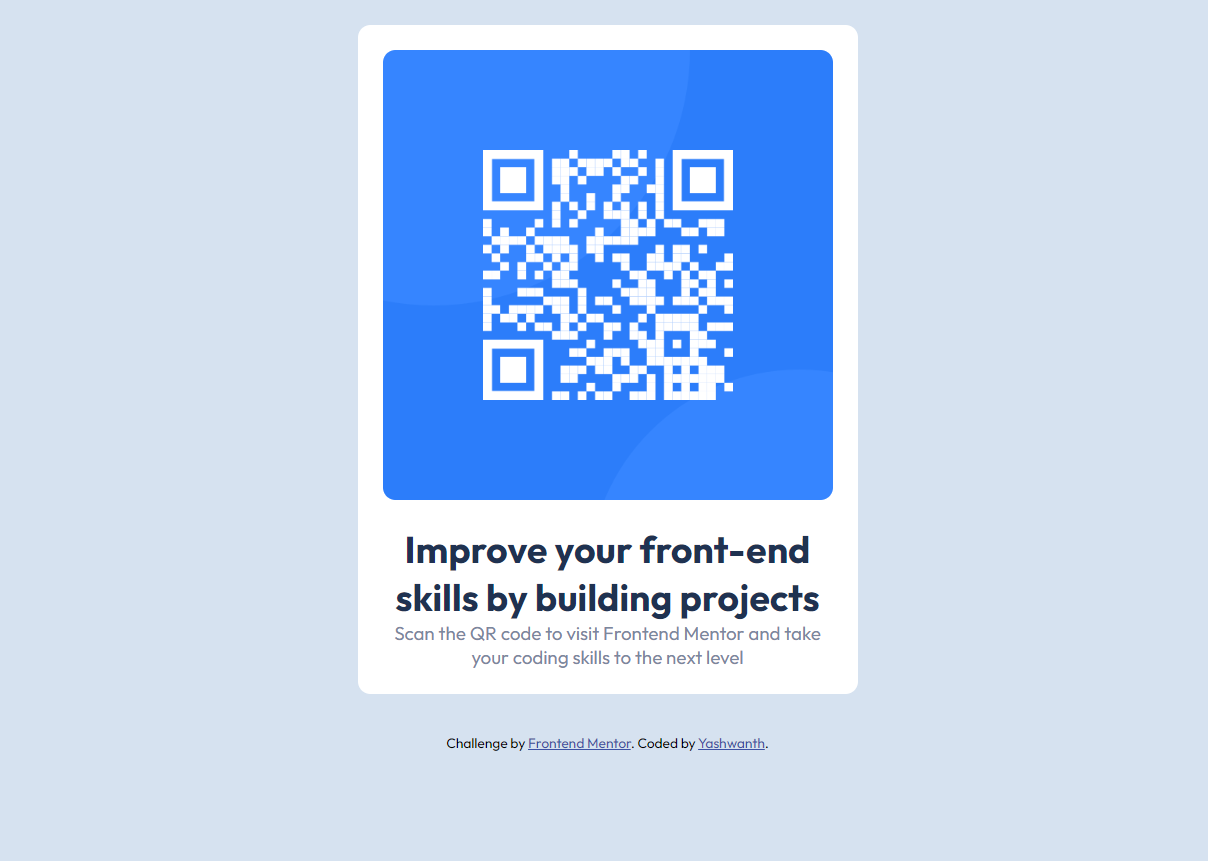 Improve your front-end
skills by building projects
Scan the QR code to visit Frontend Mentor and take
your coding skills to the next level
Challenge by Frontend Mentor. Coded by Yashwanth.